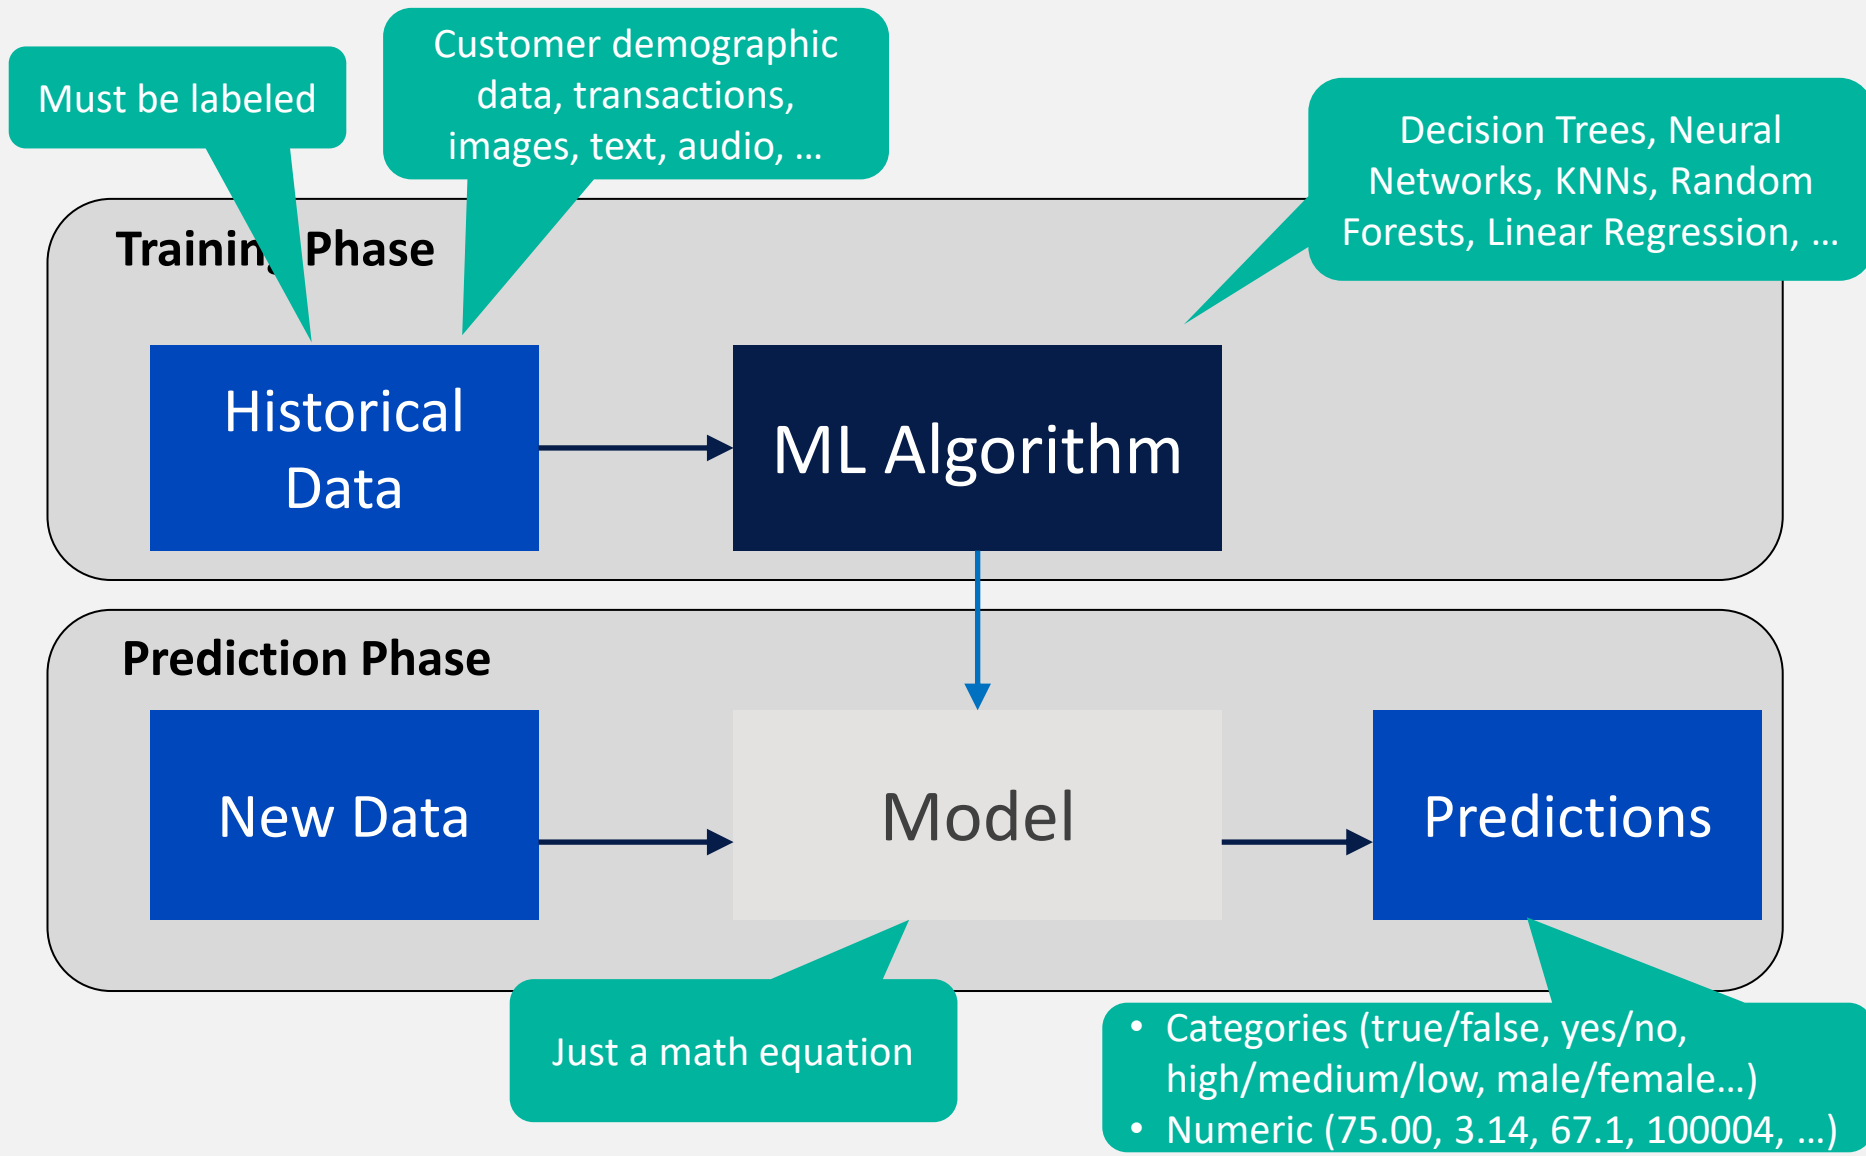 Must be labeled
Customer demographic
data, transactions,
images, text, audio, ...
Decision Trees, Neural
Networks, KNNs, Random
Forests, Linear Regression, ...
Training Phase
Historical
Data
ML Algorithm
Prediction Phase
New Data
Model
Predictions
Just a math equation
• Categories (true/false, yes/no,
high/medium/low, male/female...)
• Numeric (75.00, 3.14, 67.1, 100004, ...)